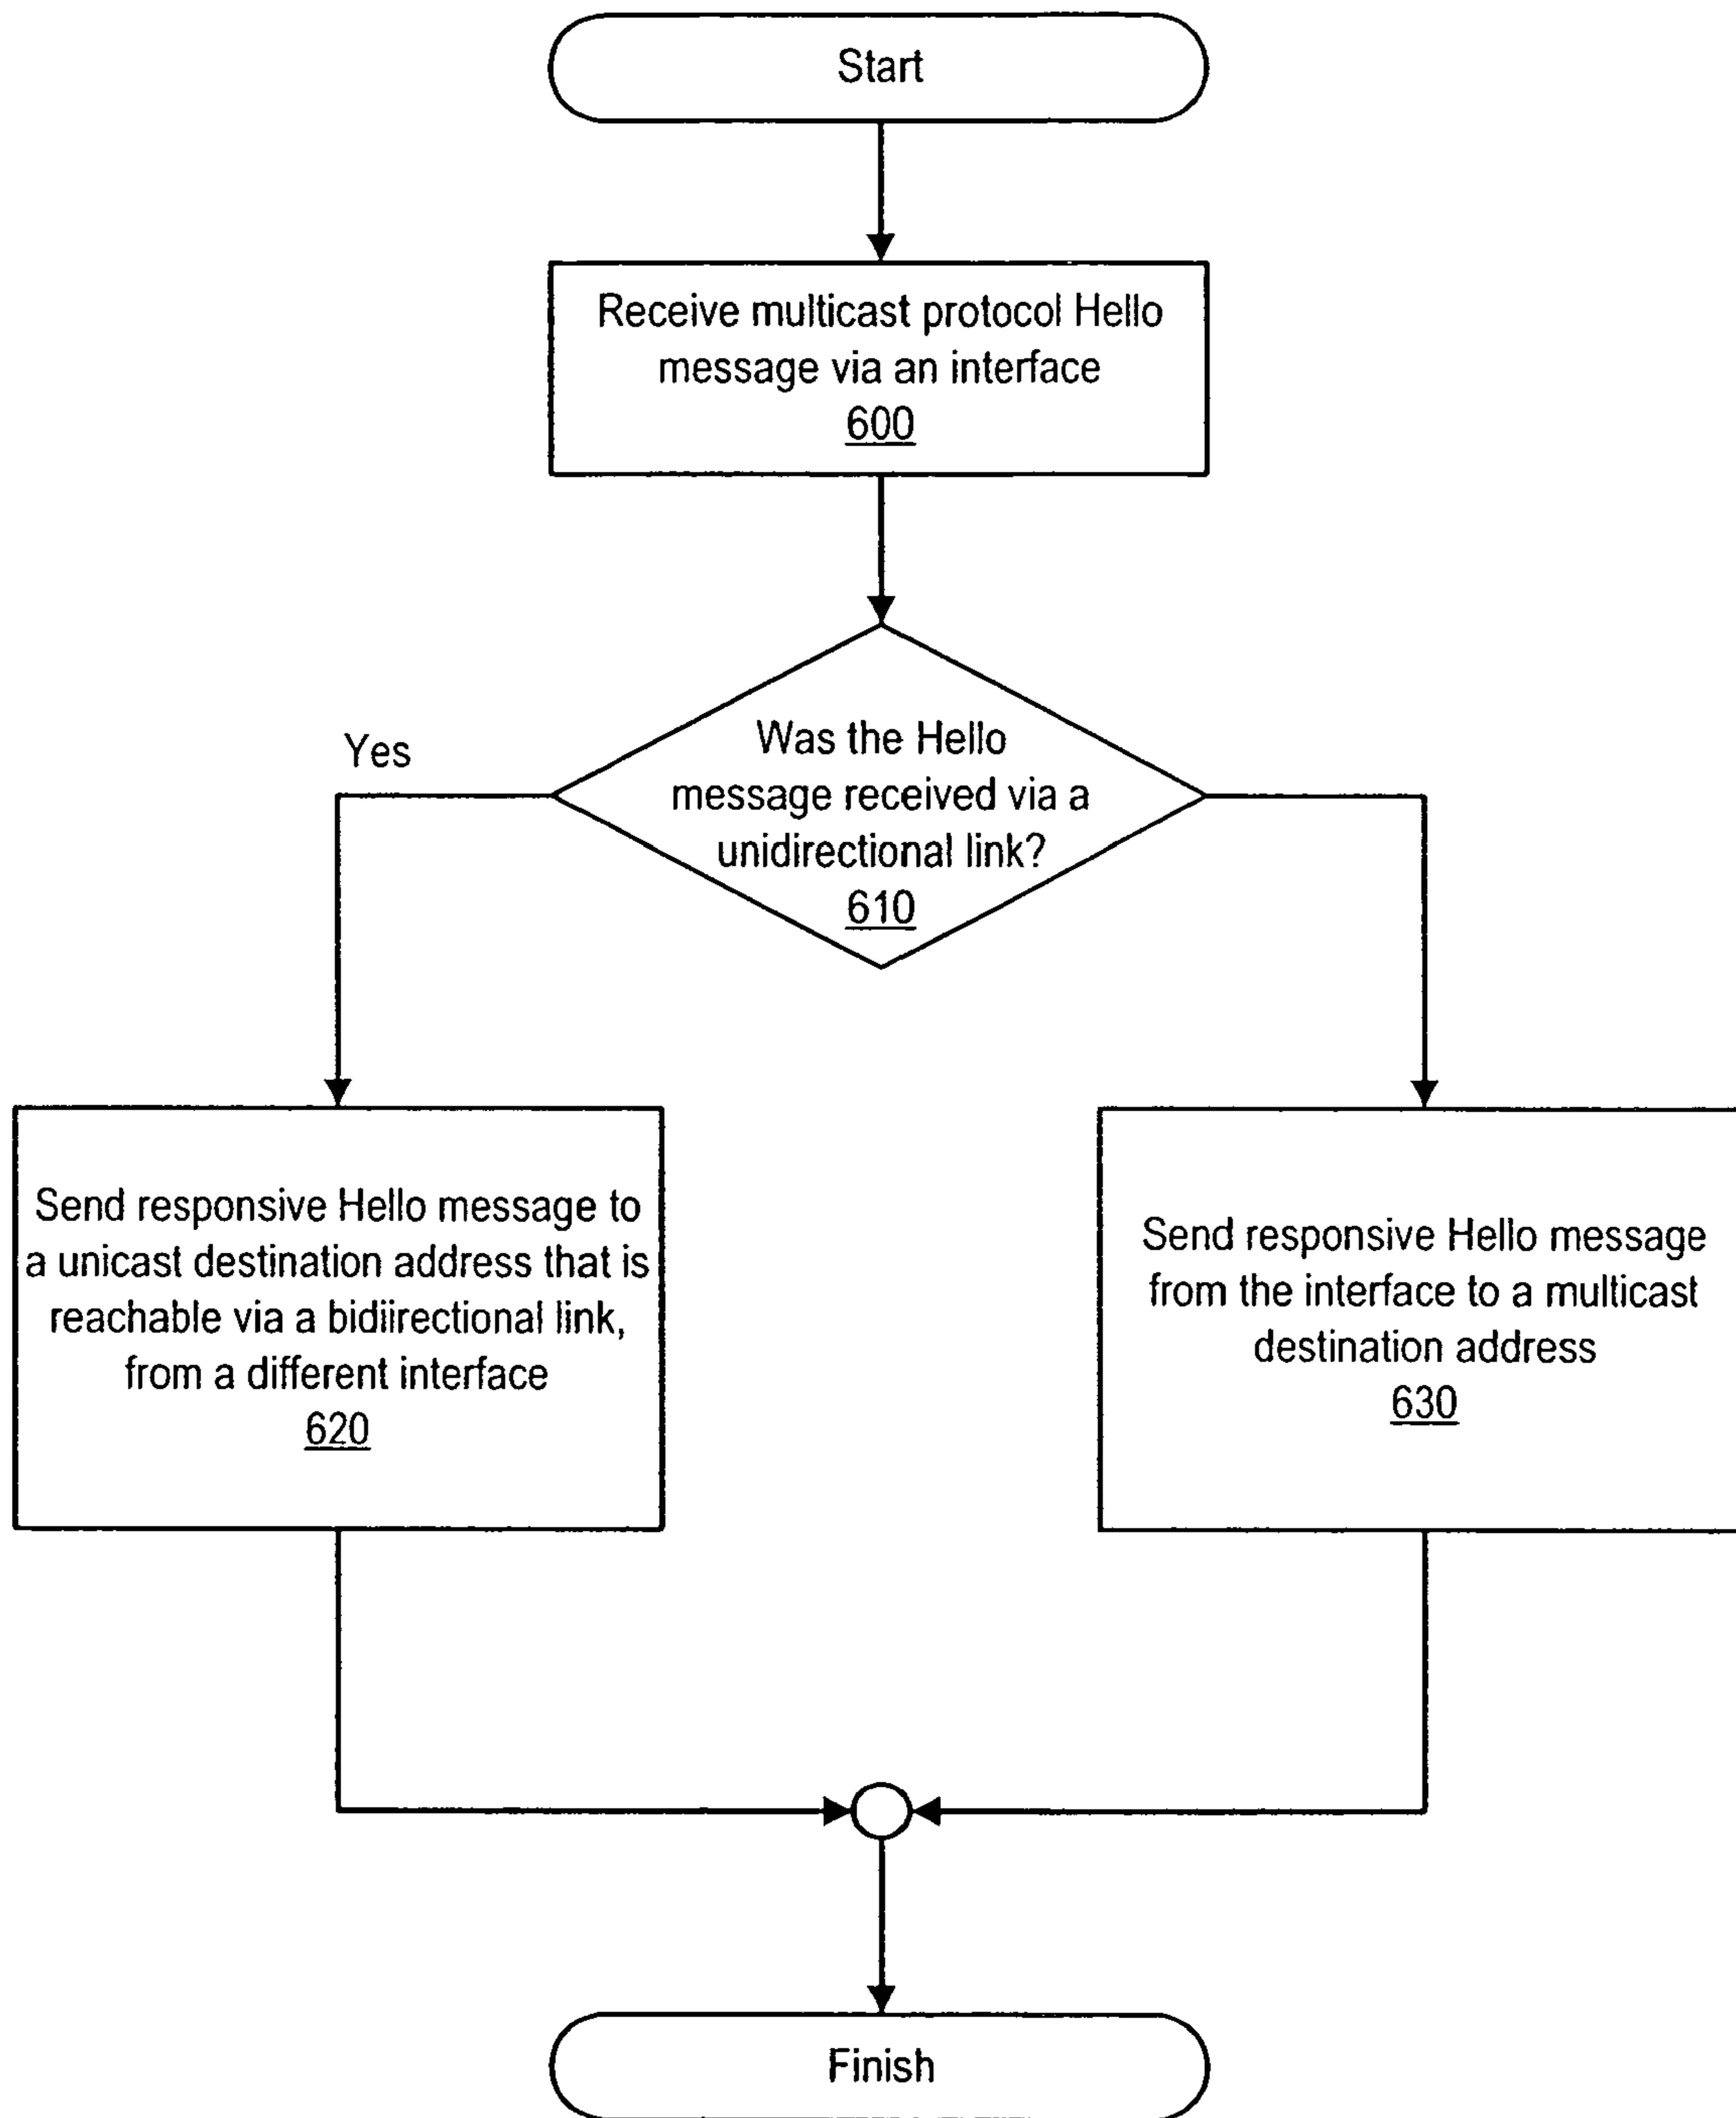 Start
Receive multicast protocol Hello
message via an interface
600
Was the Hello
message received via a
unidirectional link?
610
Yes
Send responsive Hello message to
a unicast destination address that is
reachable via a bidiirectional link,
from a different interface
620
Send responsive Hello message
from the interface to a multicast
destination address
630
Finish